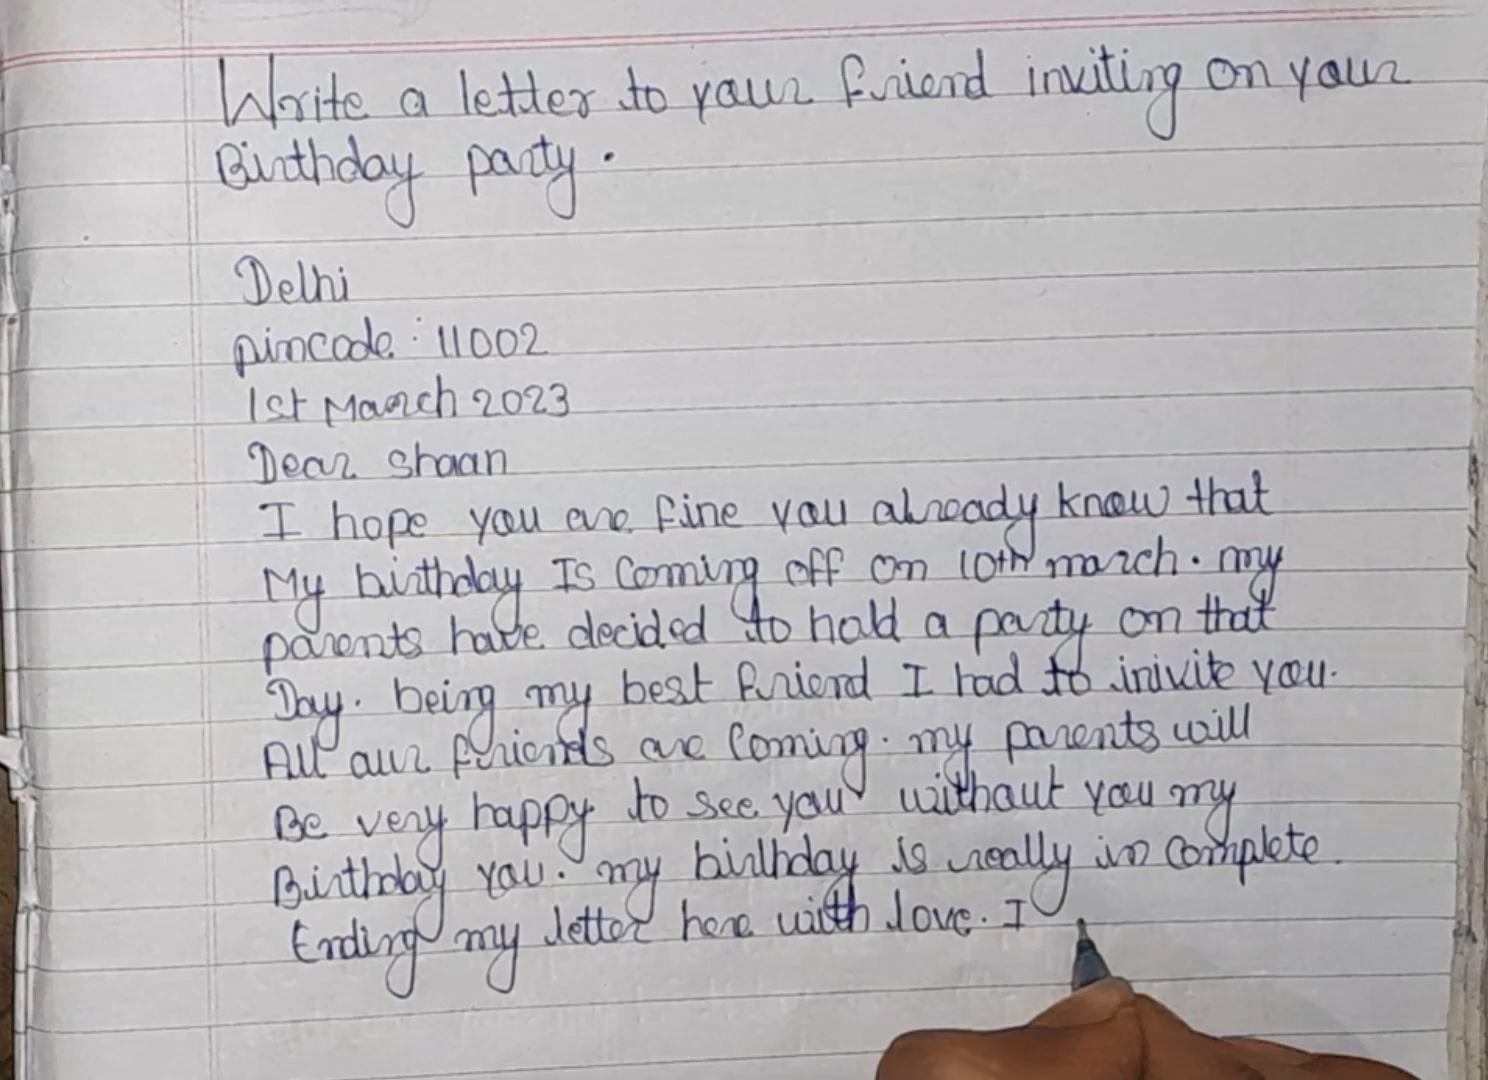 Write a letter to your friend inviting on your
Birthday party.
Delhi
pincode : 11002
1st March 2023
Dear Shaan
I hope you are fine you already know that
My birthday Is Coming off on 10th march. my
parents have decided to hold a party on that
Day. being my best friend I had to inivite you.
All our friends are Coming. my parents will
Be very happy to see you without you my
Birthday you. my birthday is really in complete.
Ending my letter here with love. I